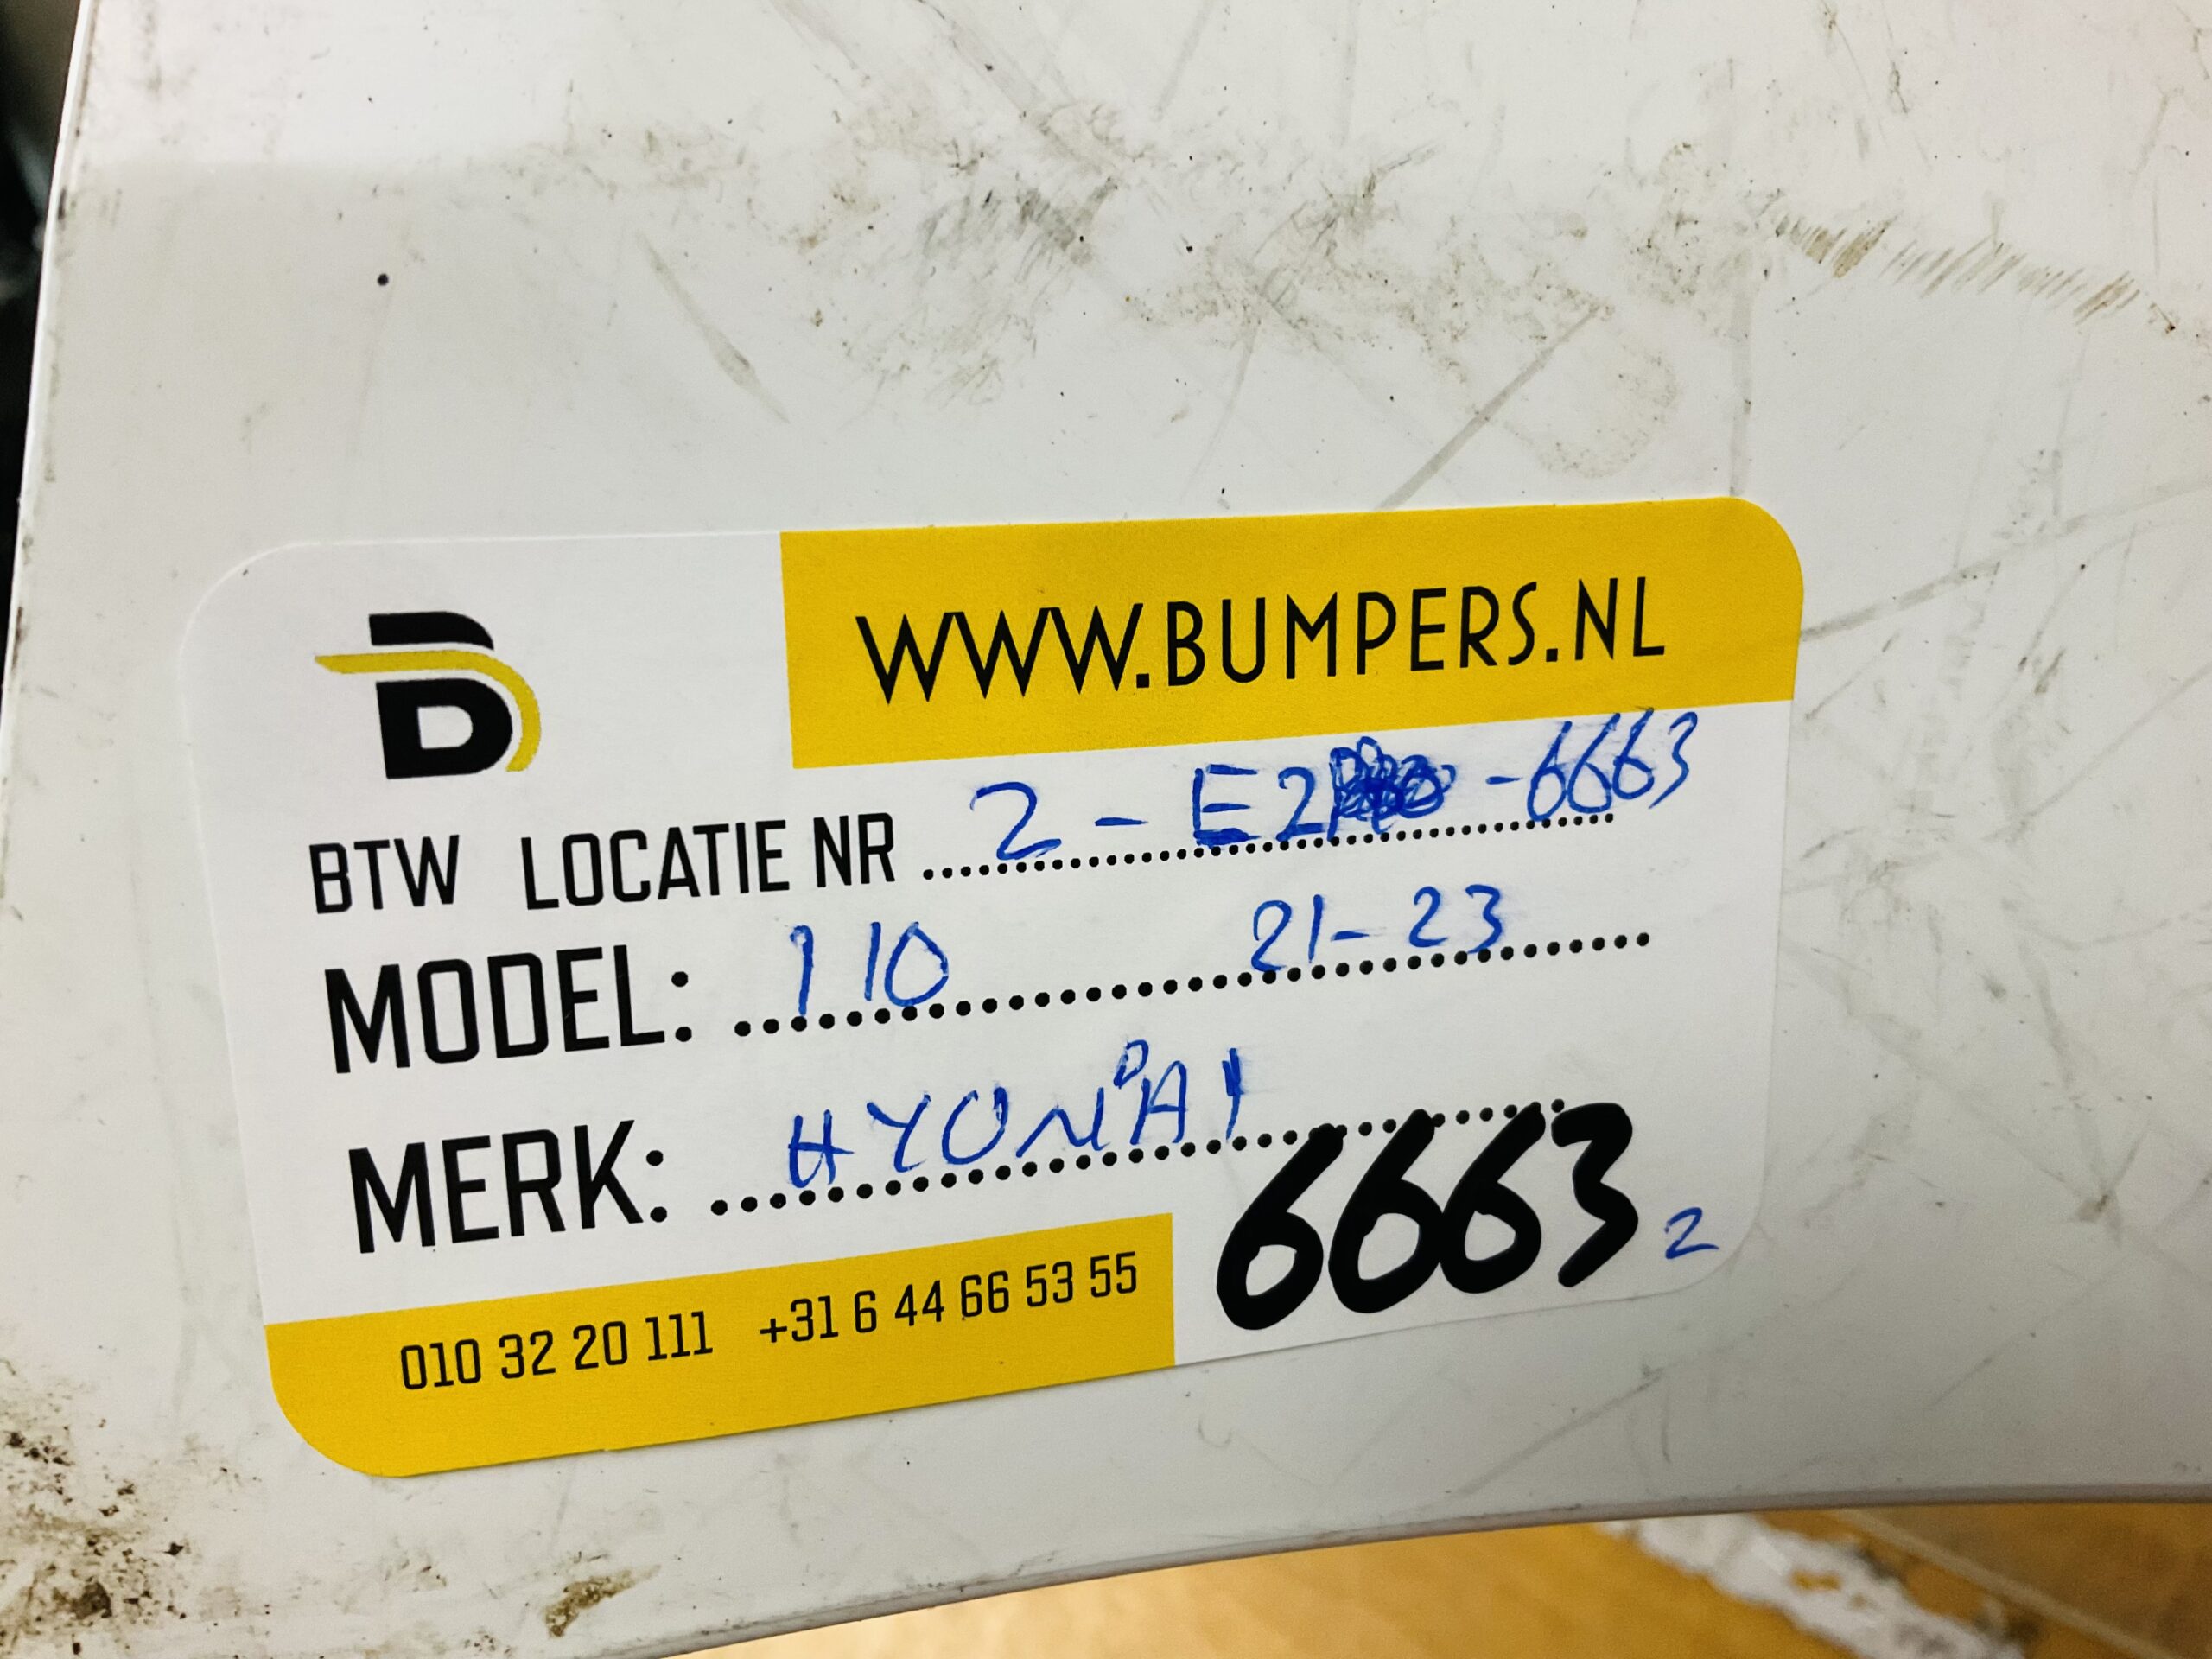 B
WWW.BUMPERS.NL
BTW LOCATIE NR 2 - E2 -6663
MODEL: I 10 21-23
MERK: HYUNDAI
6663 2
010 32 20 111 +31 6 44 66 53 55